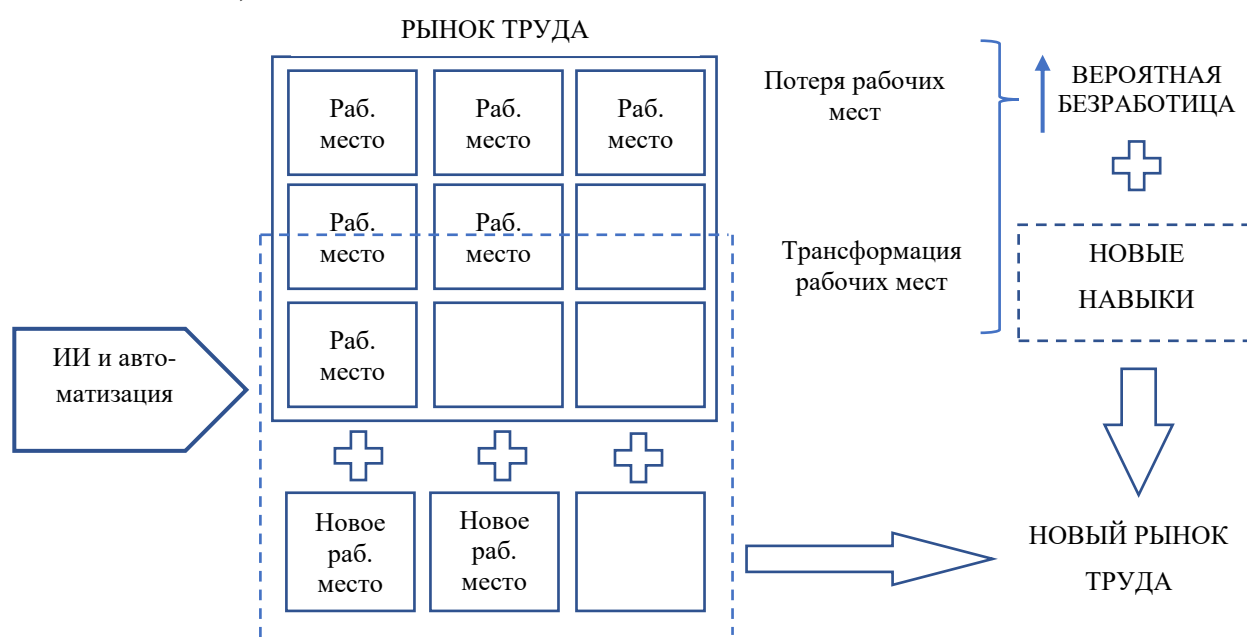 РЫНОК ТРУДА
Раб.
место
Раб.
место
Раб.
место
Потеря рабочих
мест
ВЕРОЯТНАЯ
БЕЗРАБОТИЦА
Раб.
место
Раб.
место
Трансформация
рабочих мест
НОВЫЕ
НАВЫКИ
ИИ и авто-
матизация
Раб.
место
Новое
раб.
место
Новое
раб.
место
НОВЫЙ РЫНОК
ТРУДА